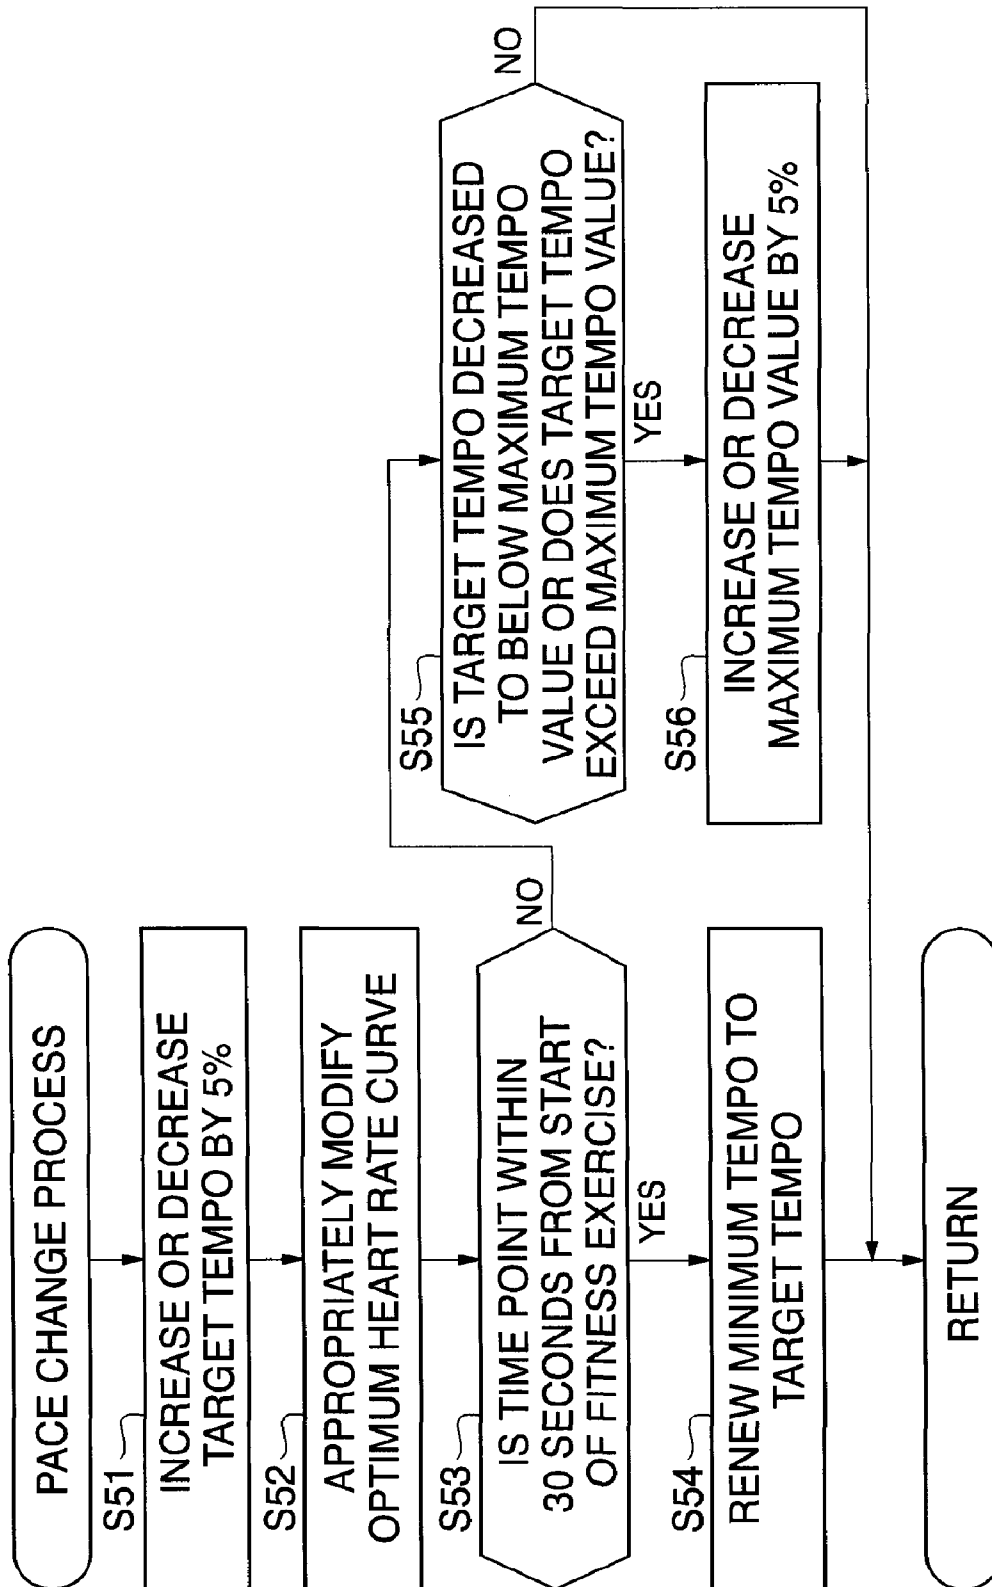 PACE CHANGE PROCESS
S51
INCREASE OR DECREASE
TARGET TEMPO BY 5%
S52
APPROPRIATELY MODIFY
OPTIMUM HEART RATE CURVE
S53
IS TIME POINT WITHIN
30 SECONDS FROM START
OF FITNESS EXERCISE?
NO
YES
S54
RENEW MINIMUM TEMPO TO
TARGET TEMPO
RETURN
S55
IS TARGET TEMPO DECREASED
TO BELOW MAXIMUM TEMPO
VALUE OR DOES TARGET TEMPO
EXCEED MAXIMUM TEMPO VALUE?
NO
YES
S56
INCREASE OR DECREASE
MAXIMUM TEMPO VALUE BY 5%